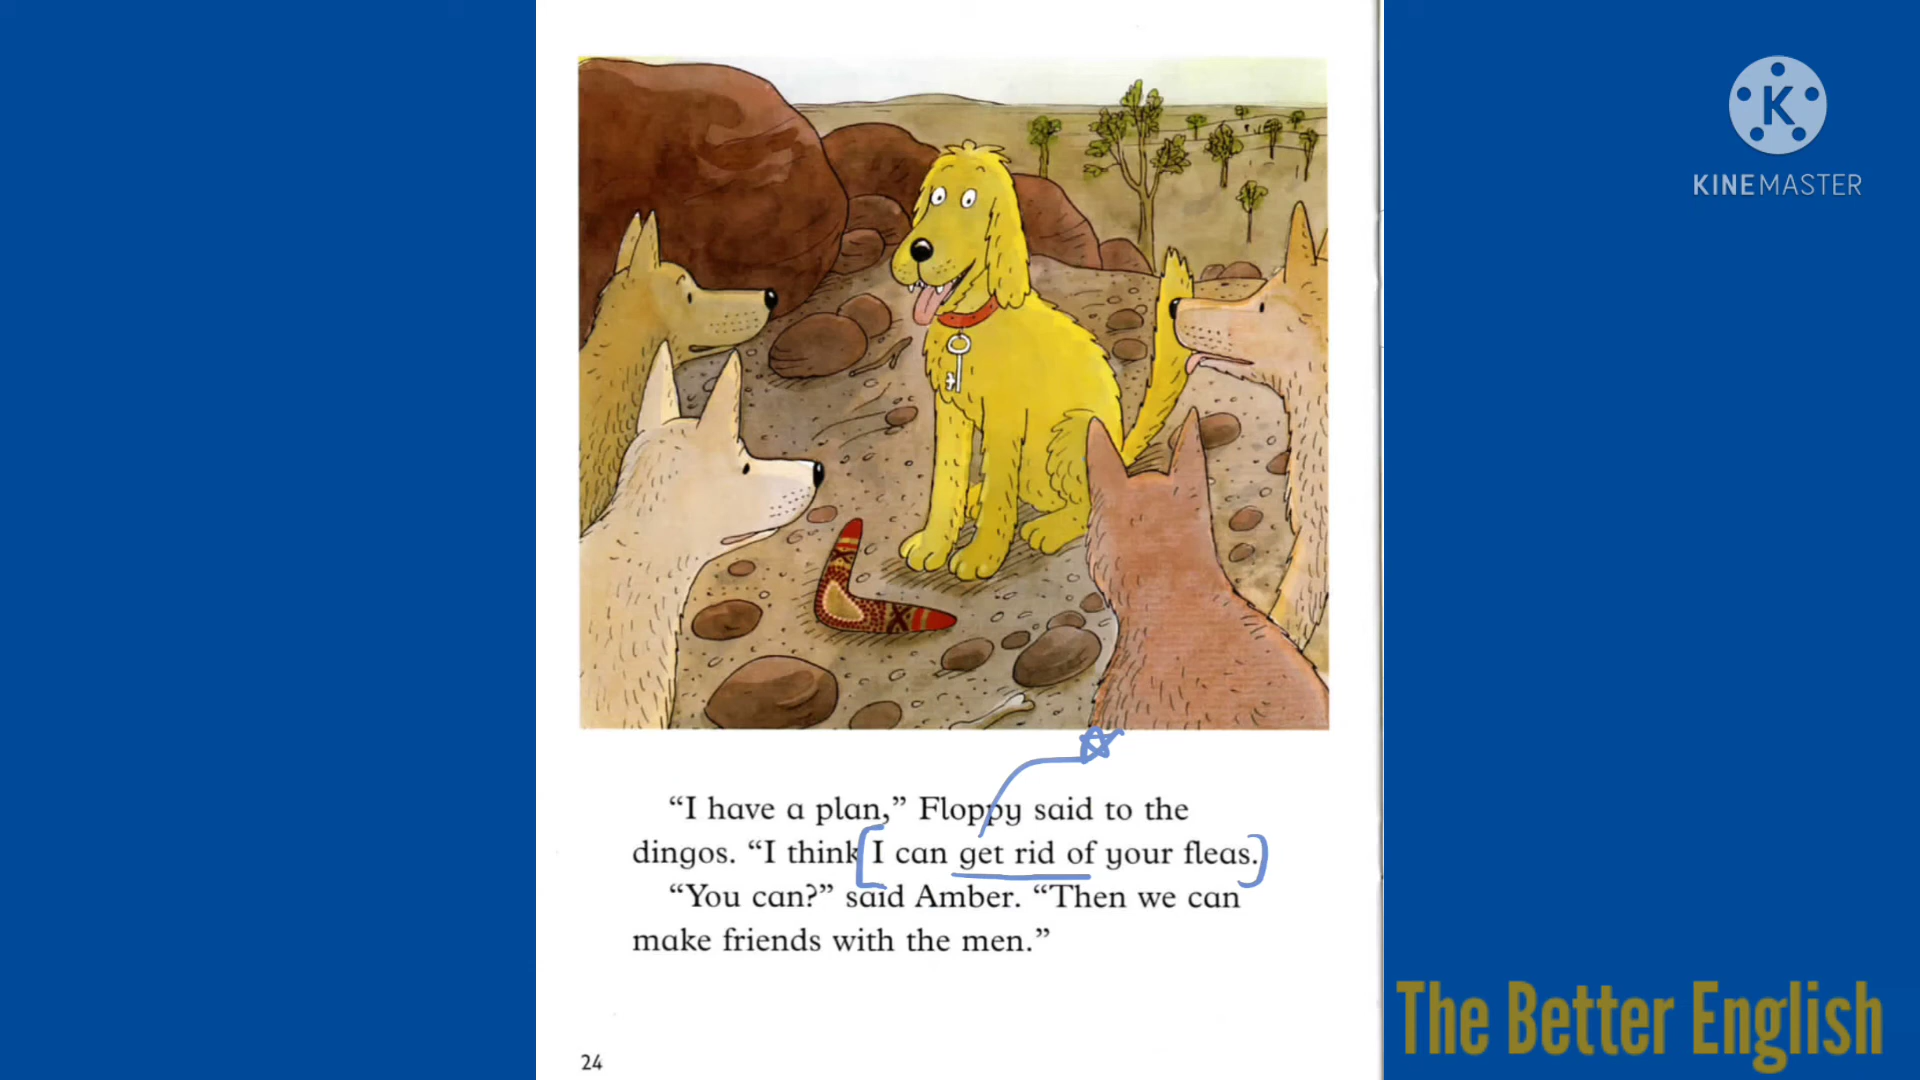 K
KINEMASTER
“I have a plan,” Floppy said to the
dingos. “I think I can get rid of your fleas.
“You can?” said Amber. “Then we can
make friends with the men.”
24
The Better English